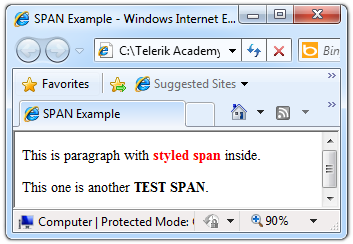 SPAN Example - Windows Internet E...
C:\Telerik Academy
Bin
Favorites
Suggested Sites
SPAN Example
This is paragraph with styled span inside.
This one is another TEST SPAN.
Computer | Protected Mode:
90%